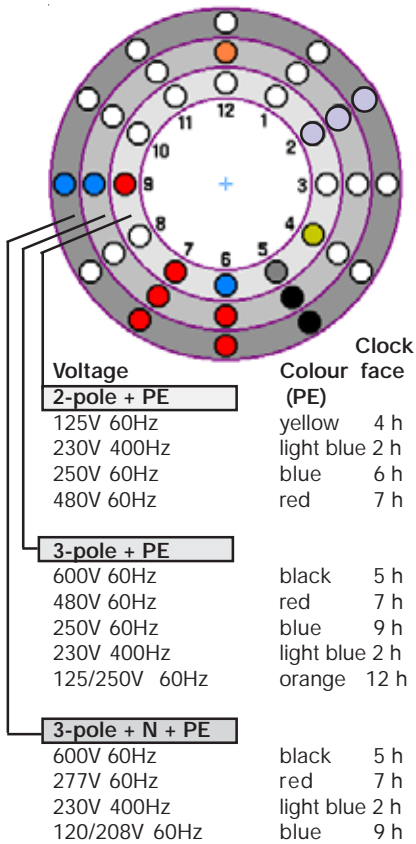 12
11
1
10
2
9
3
8
4
7
5
6
Clock
Voltage Colour face
2-pole + PE (PE)
125V 60Hz yellow 4 h
230V 400Hz light blue 2 h
250V 60Hz blue 6 h
480V 60Hz red 7 h
3-pole + PE
600V 60Hz black 5 h
480V 60Hz red 7 h
250V 60Hz blue 9 h
230V 400Hz light blue 2 h
125/250V 60Hz orange 12 h
3-pole + N + PE
600V 60Hz black 5 h
277V 60Hz red 7 h
230V 400Hz light blue 2 h
120/208V 60Hz blue 9 h